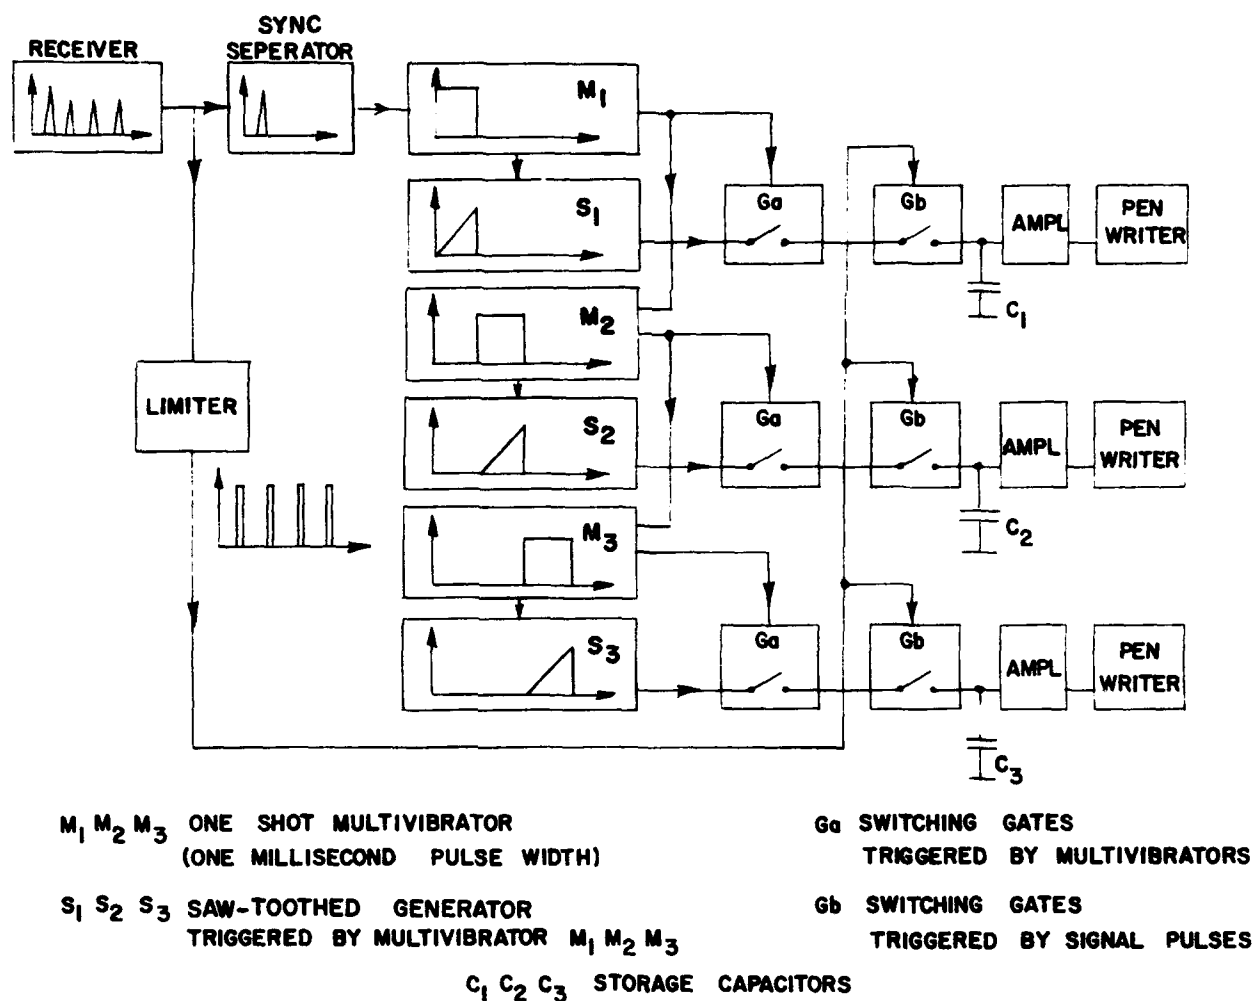 RECEIVER
SYNC
SEPERATOR
M1
S1
Ga
Gb
AMPL
PEN
WRITER
C1
M2
LIMITER
S2
Ga
Gb
AMPL
PEN
WRITER
C2
M3
S3
Ga
Gb
AMPL
PEN
WRITER
C3
M1 M2 M3 ONE SHOT MULTIVIBRATOR
(ONE MILLISECOND PULSE WIDTH)
S1 S2 S3 SAW-TOOTHED GENERATOR
TRIGGERED BY MULTIVIBRATOR M1 M2 M3
Ga SWITCHING GATES
TRIGGERED BY MULTIVIBRATORS
Gb SWITCHING GATES
TRIGGERED BY SIGNAL PULSES
C1 C2 C3 STORAGE CAPACITORS